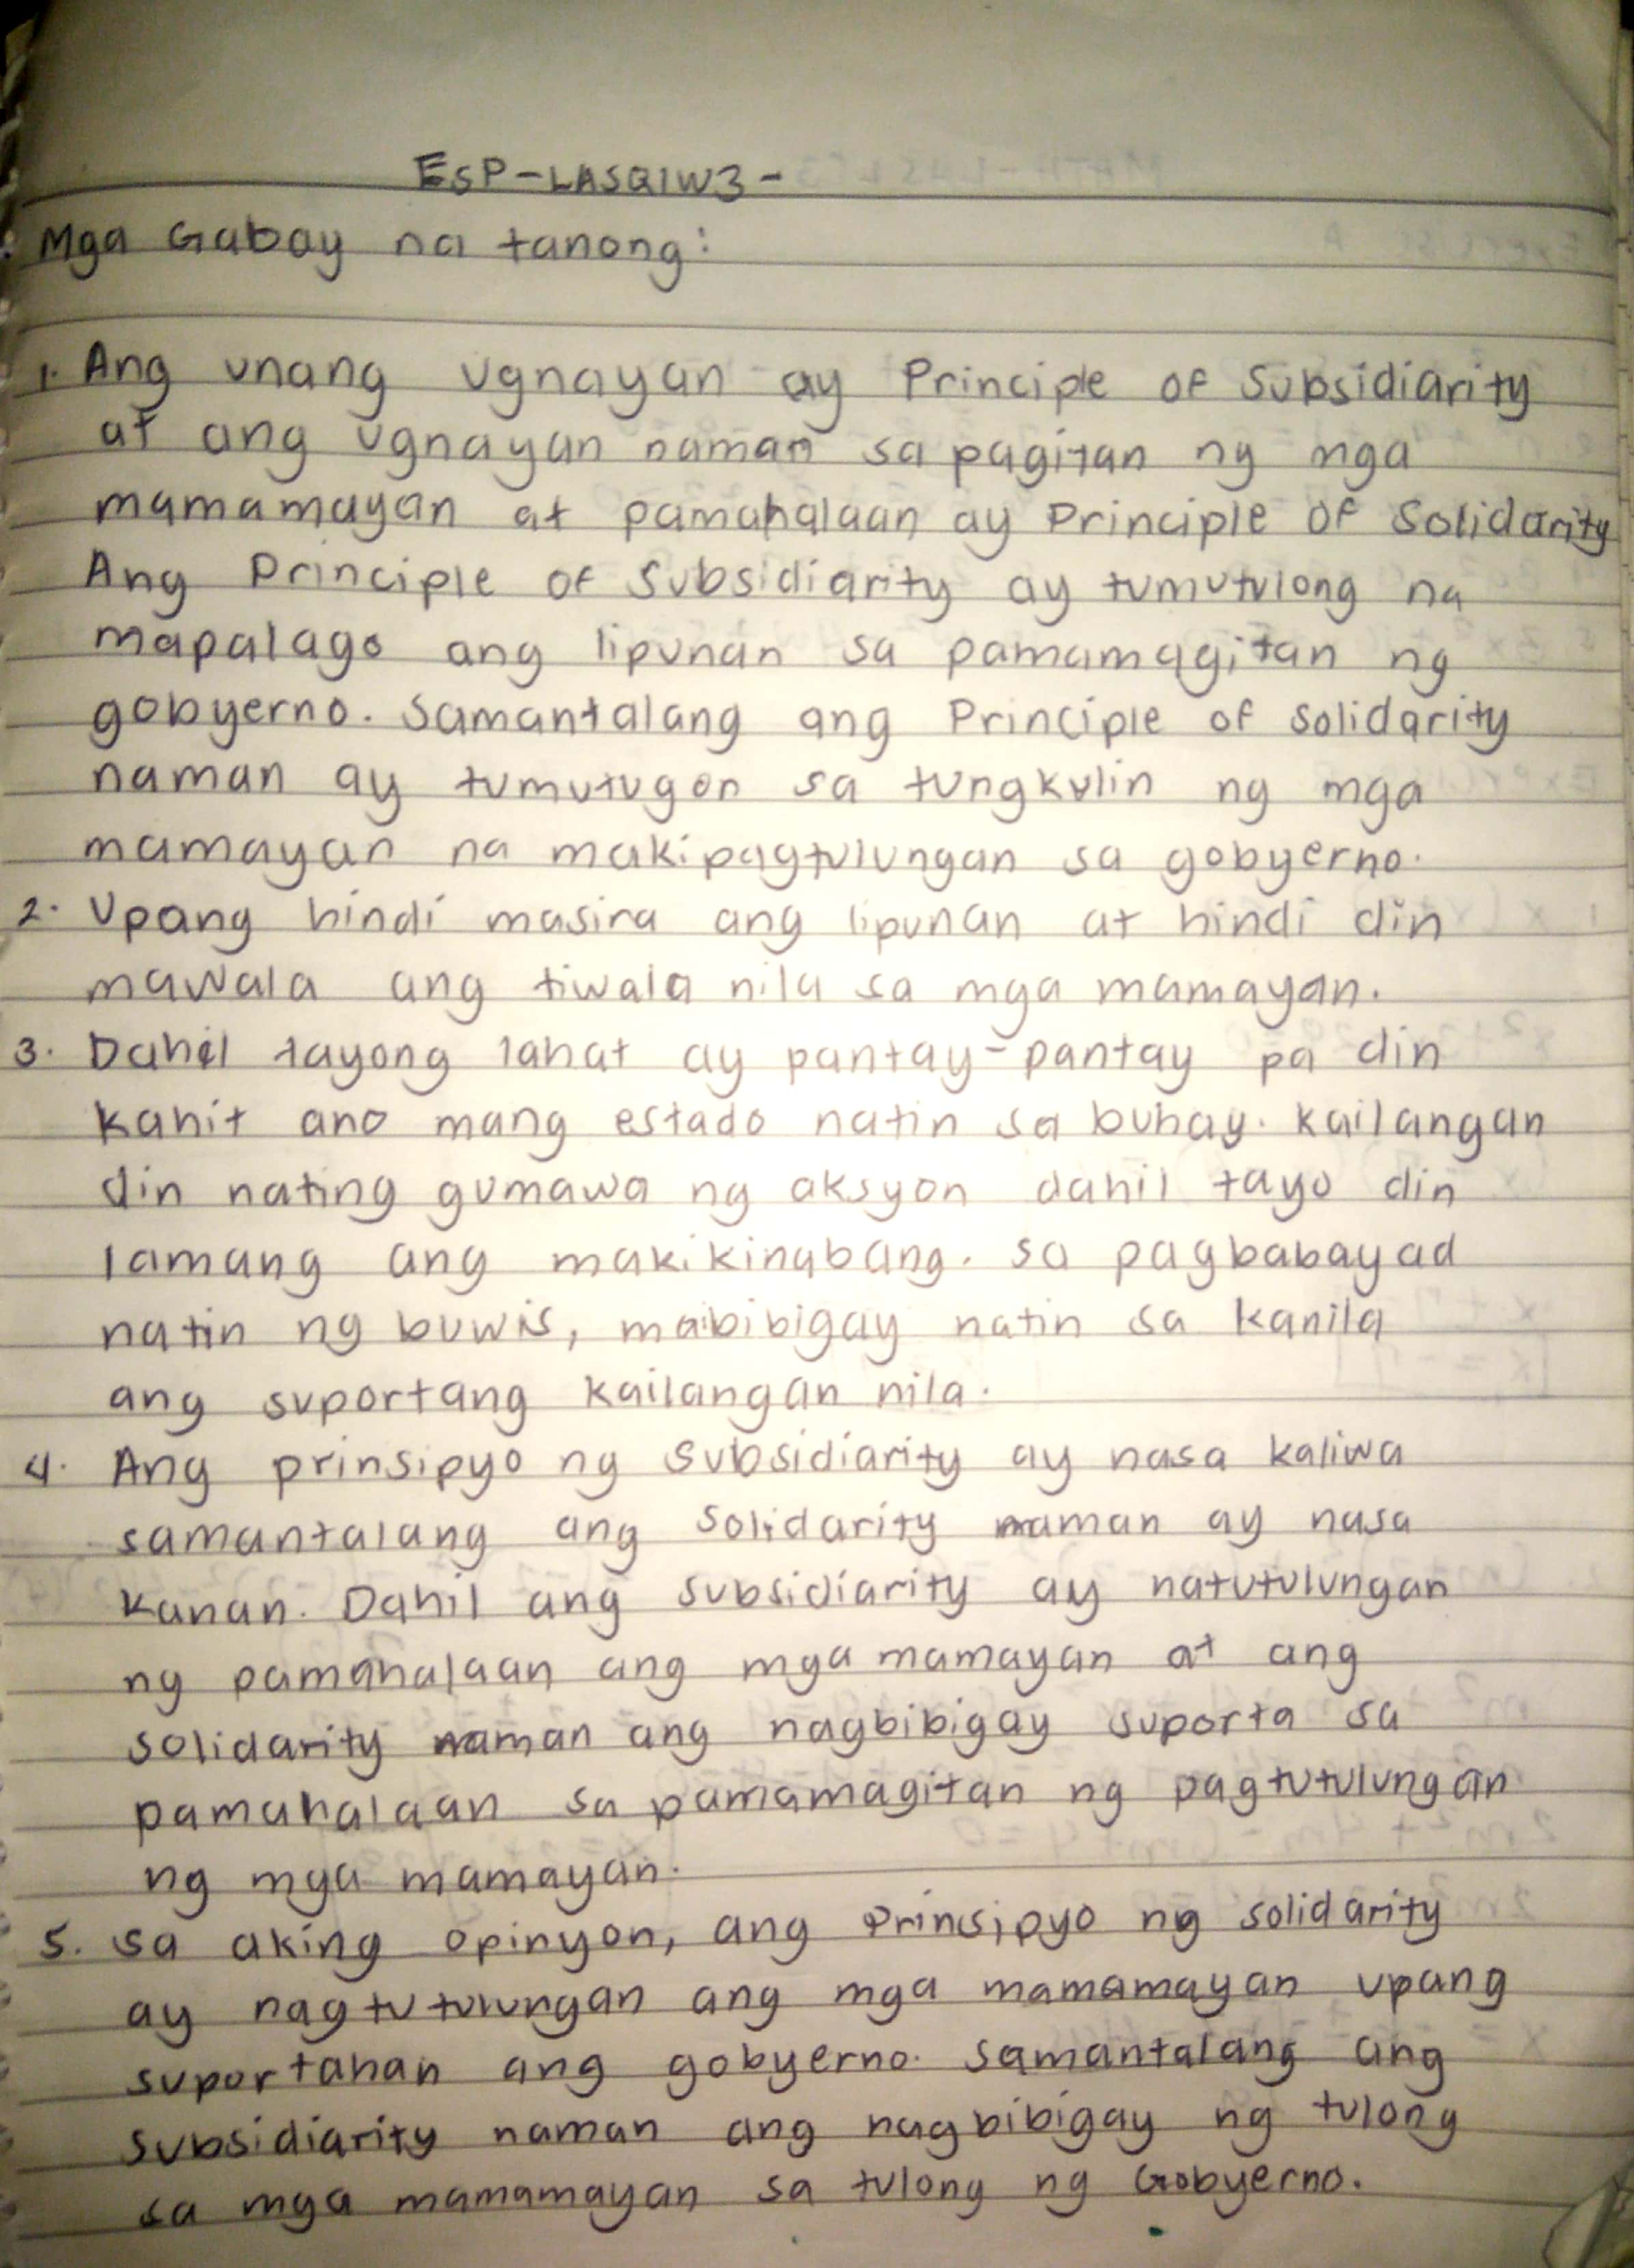 ESP-LASQ1W3-
Mga Gabay na tanong:
1. Ang unang ugnayan ay Principle of Subsidiarity
at ang ugnayan naman sa pagitan ng mga
mamamayan at pamahalaan ay Principle of Solidarity
Ang Principle of Subsidiarity ay tumutulong na
mapalago ang lipunan sa pamamagitan ng
gobyerno. Samantalang ang Principle of Solidarity
naman ay tumutugon sa tungkulin ng mga
mamayan na makipagtulungan sa gobyerno.
2. Upang hindi masira ang lipunan at hindi din
mawala ang tiwala nila sa mga mamayan.
3. Dahil tayong lahat ay pantay-pantay pa din
kahit ano mang estado natin sa buhay. Kailangan
din nating gumawa ng aksyon dahil tayo din
lamang ang makikinabang. Sa pagbabayad
natin ng buwis, maibibigay natin sa kanila
ang suportang kailangan nila.
4. Ang prinsipyo ng Subsidiarity ay nasa kaliwa
samantalang ang Solidarity naman ay nasa
kanan. Dahil ang subsidiarity ay natutulungan
ng pamahalaan ang mga mamayan at ang
solidarity naman ang nagbibigay suporta sa
pamahalaan sa pamamagitan ng pagtutulungan
ng mga mamayan.
5. Sa aking opinyon, ang Prinsipyo ng solidarity
ay nagtutulungan ang mga mamamayan upang
suportahan ang gobyerno. Samantalang ang
subsidiarity naman ang nagbibigay ng tulong
sa mga mamamayan sa tulong ng Gobyerno.